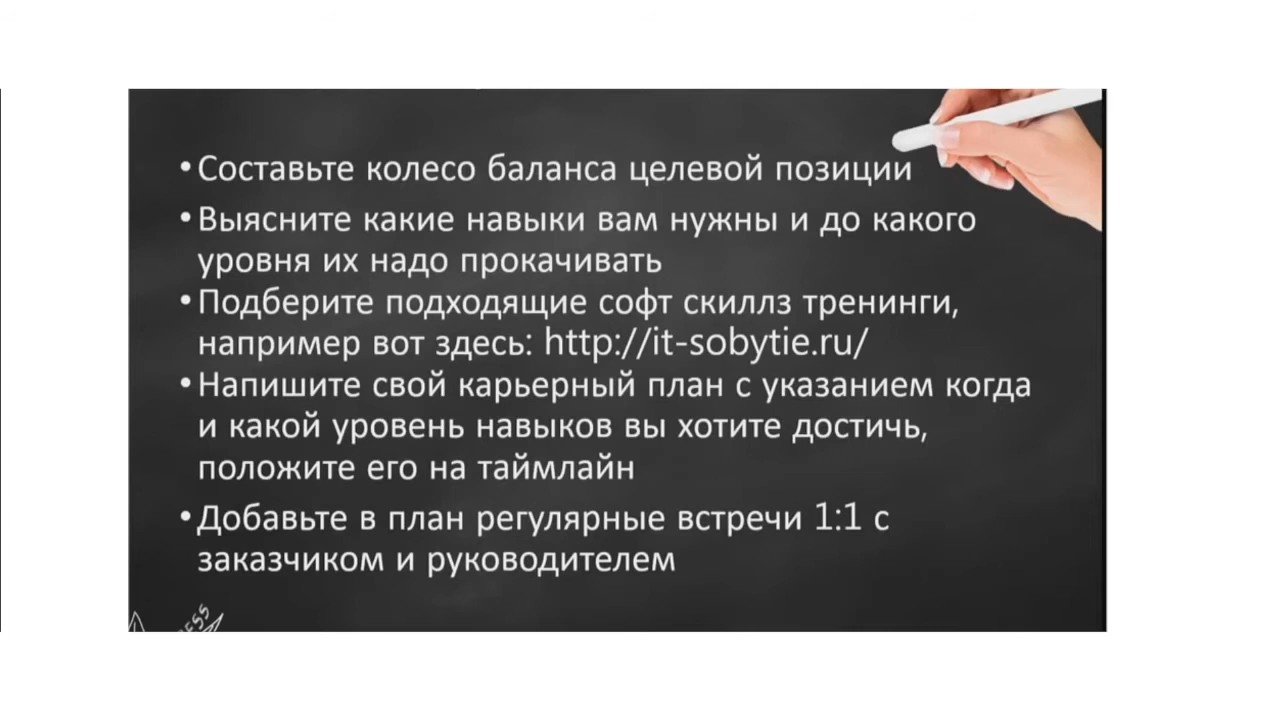 • Составьте колесо баланса целевой позиции
• Выясните какие навыки вам нужны и до какого
уровня их надо прокачивать
• Подберите подходящие софт скиллз тренинги,
например вот здесь: http://it-sobytie.ru/
• Напишите свой карьерный план с указанием когда
и какой уровень навыков вы хотите достичь,
положите его на таймлайн
• Добавьте в план регулярные встречи 1:1 с
заказчиком и руководителем